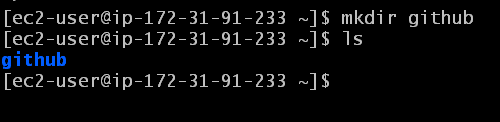 [ec2-user@ip-172-31-91-233 ~]$ mkdir github
[ec2-user@ip-172-31-91-233 ~]$ ls
github
[ec2-user@ip-172-31-91-233 ~]$